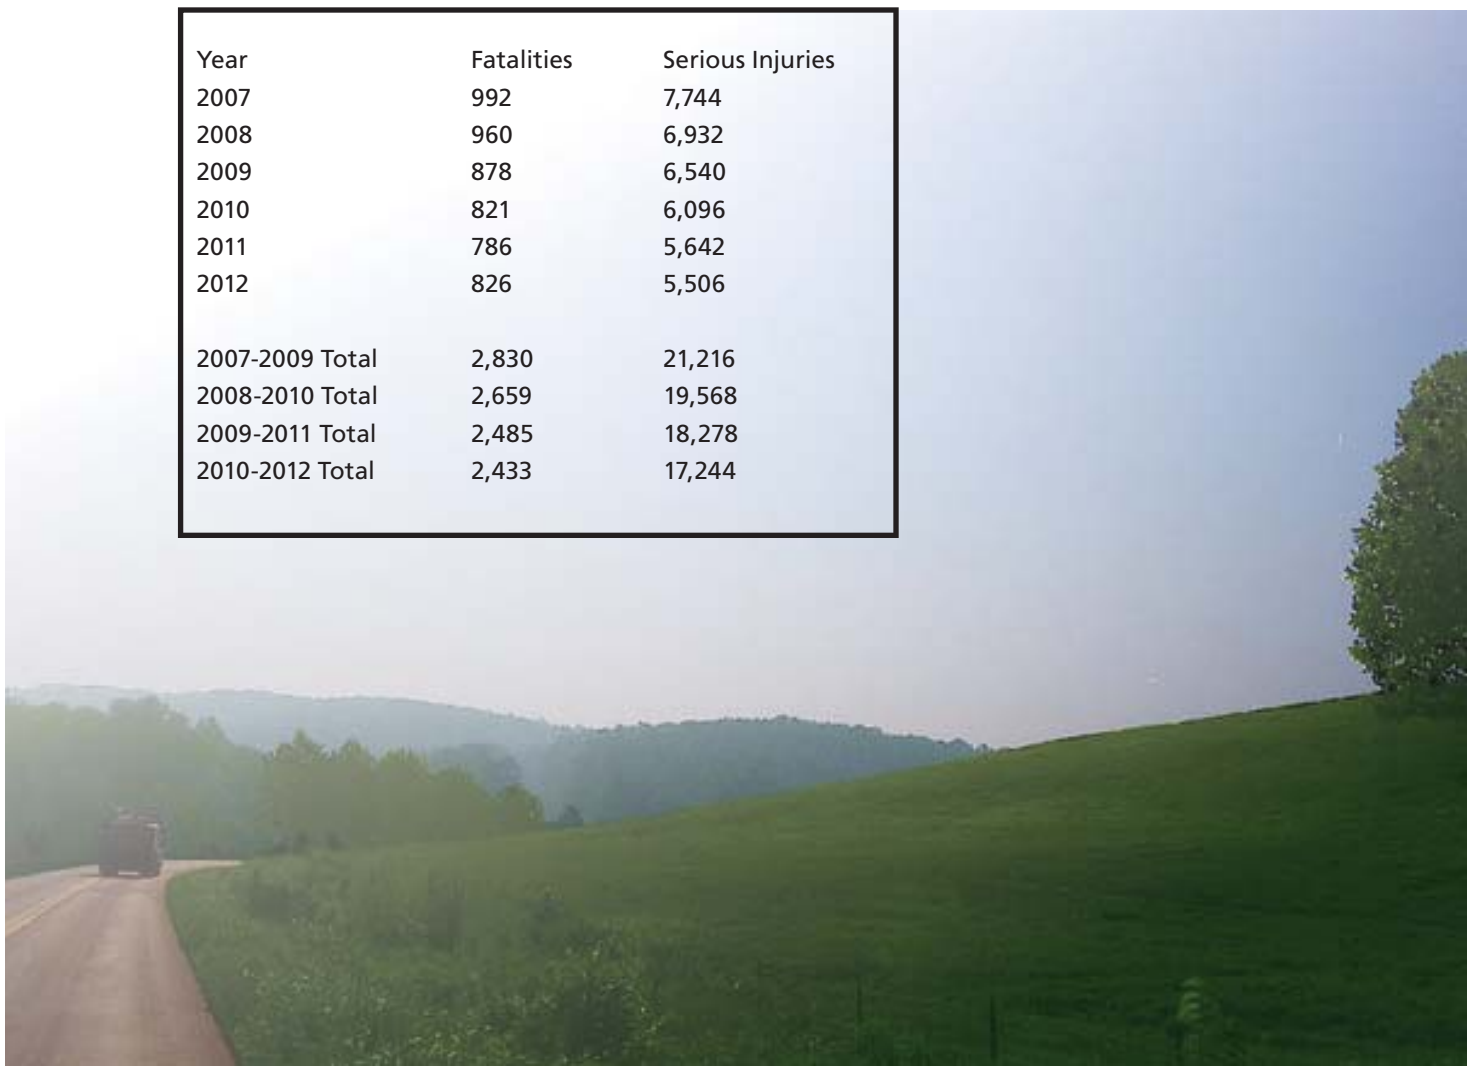 Year Fatalities Serious Injuries
2007 992 7,744
2008 960 6,932
2009 878 6,540
2010 821 6,096
2011 786 5,642
2012 826 5,506
2007-2009 Total 2,830 21,216
2008-2010 Total 2,659 19,568
2009-2011 Total 2,485 18,278
2010-2012 Total 2,433 17,244